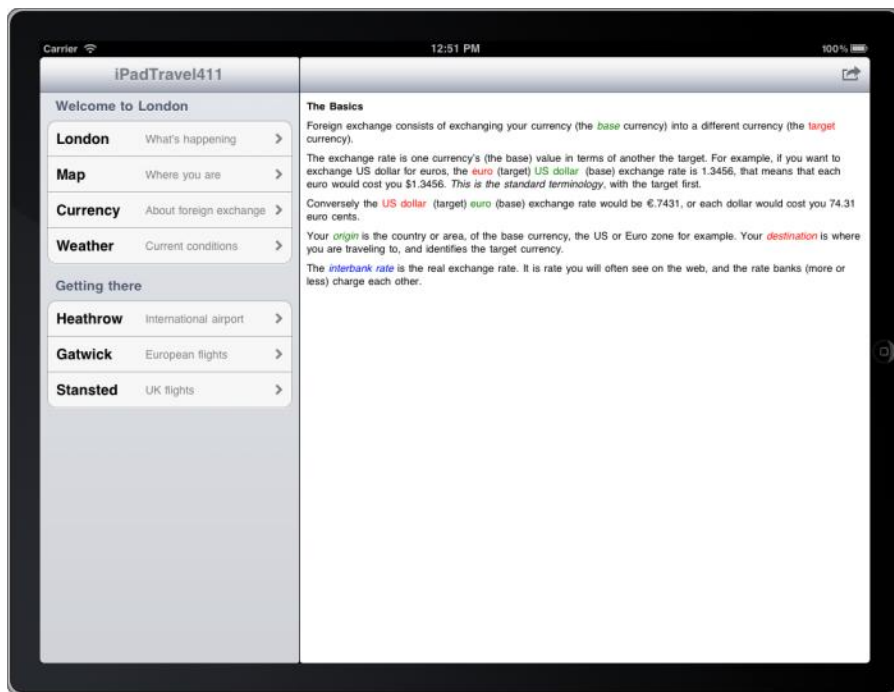 Carrier 12:51 PM 100%
iPadTravel411
Welcome to London
London What's happening
Map Where you are
Currency About foreign exchange
Weather Current conditions
Getting there
Heathrow International airport
Gatwick European flights
Stansted UK flights
The Basics
Foreign exchange consists of exchanging your currency (the base currency) into a different currency (the target
currency).
The exchange rate is one currency's (the base) value in terms of another the target. For example, if you want to
exchange US dollar for euros, the euro (target) US dollar (base) exchange rate is 1.3456, that means that each
euro would cost you $1.3456. This is the standard terminology, with the target first.
Conversely the US dollar (target) euro (base) exchange rate would be €.7431, or each dollar would cost you 74.31
euro cents.
Your origin is the country or area, of the base currency, the US or Euro zone for example. Your destination is where
you are traveling to, and identifies the target currency.
The interbank rate is the real exchange rate. It is rate you will often see on the web, and the rate banks (more or
less) charge each other.